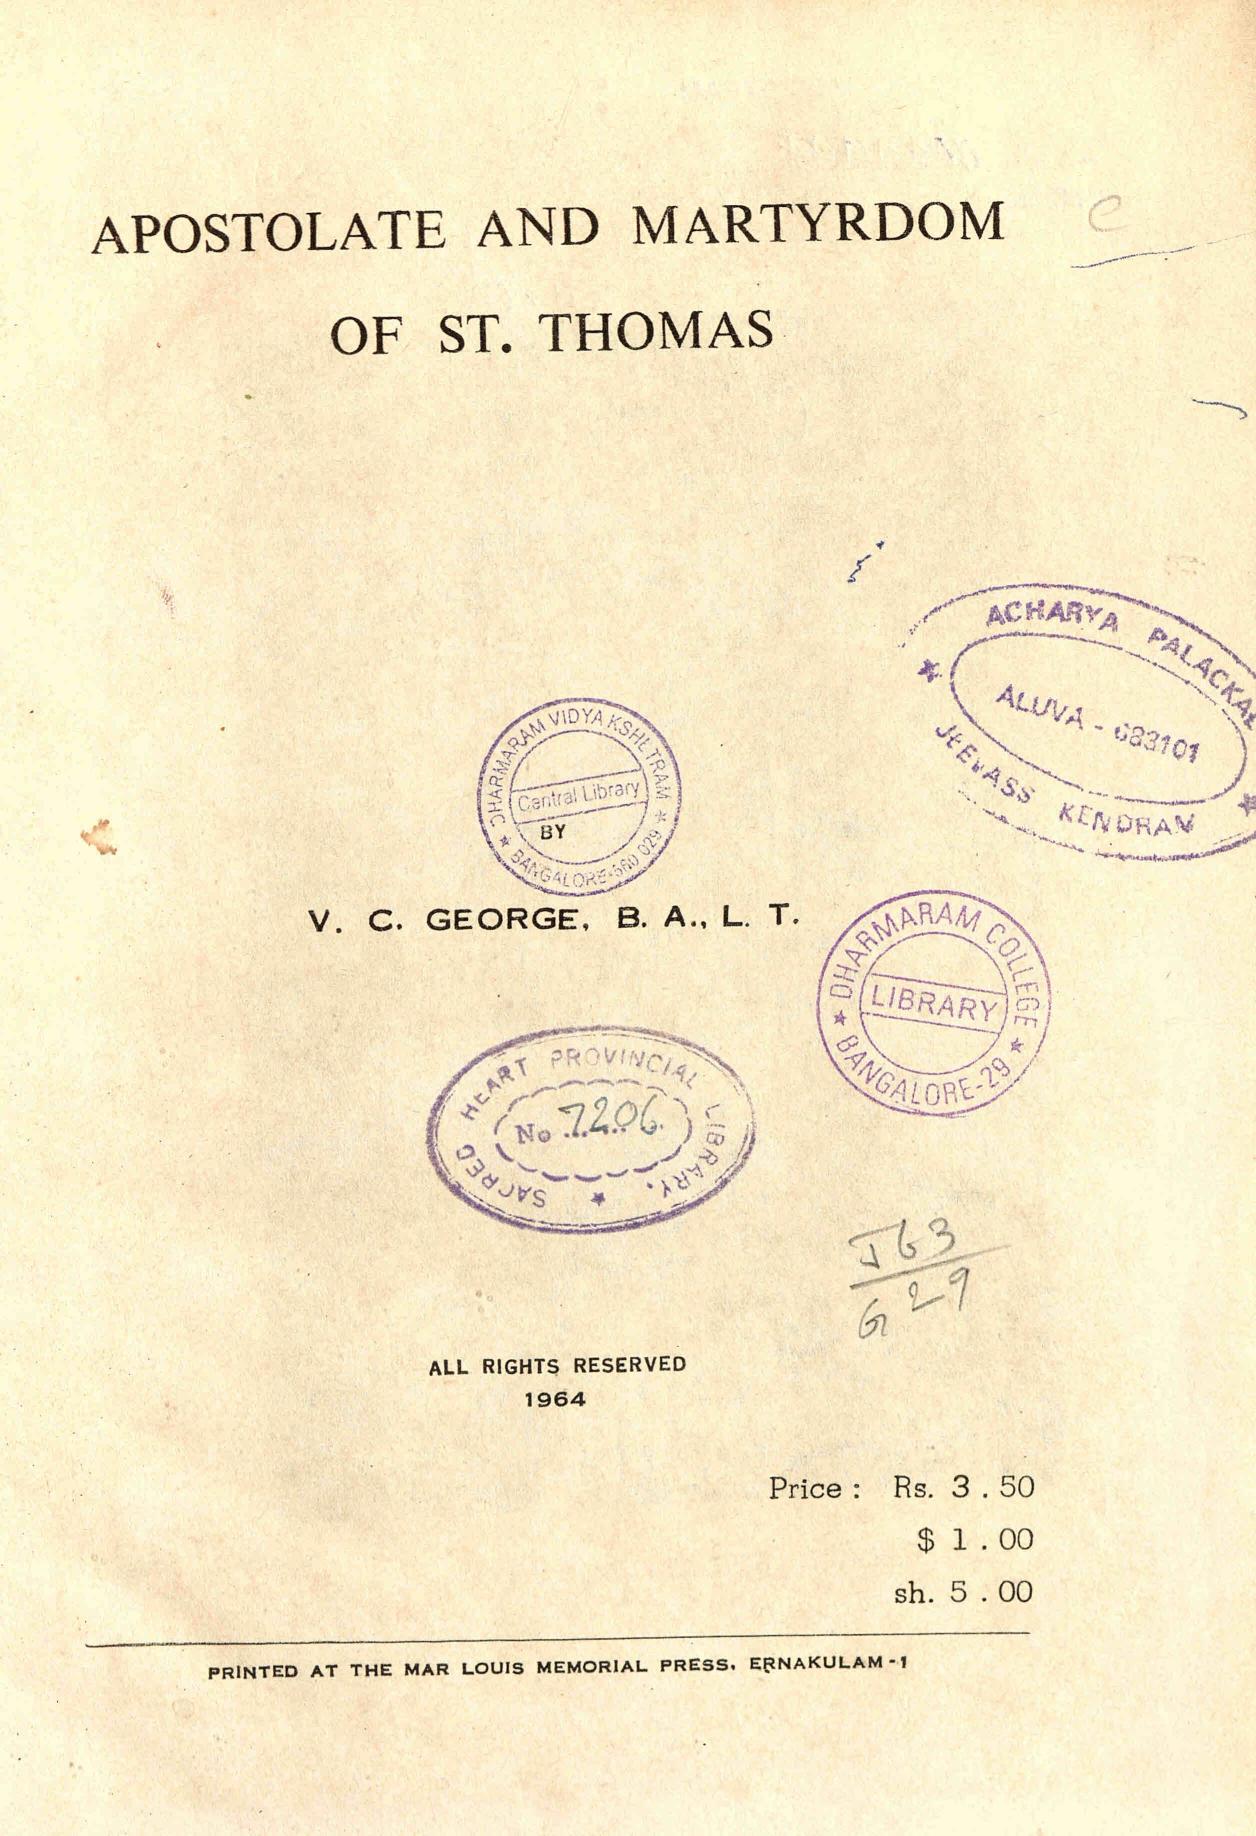 APOSTOLATE AND MARTYRDOM
OF ST. THOMAS
ACHARYA PALACKAL
ALUVA - 683101
JEEVASS KENDRAM
DHARMARAM VIDYA KSHETRAM
Central Library
BANGALORE-560 029
BY
V. C. GEORGE, B. A., L. T.
DHARMARAM COLLEGE
LIBRARY
BANGALORE-29
SACRED HEART PROVINCIAL LIBRARY.
No 7206
G 29
ALL RIGHTS RESERVED
1964
Price : Rs. 3 . 50
$ 1 . 00
sh. 5 . 00
PRINTED AT THE MAR LOUIS MEMORIAL PRESS, ERNAKULAM-1